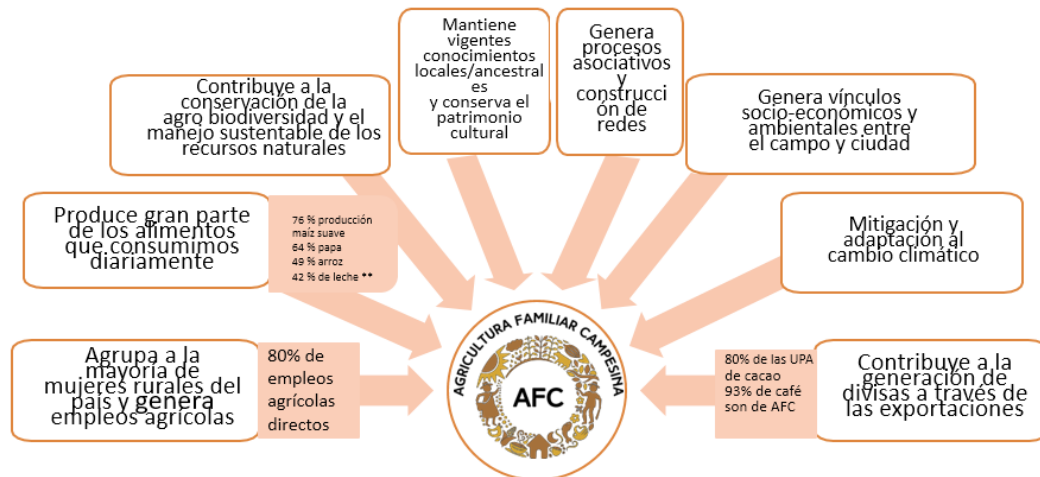 Mantiene
vigentes
conocimientos
locales/ancestral
es
y conserva el
patrimonio
cultural
Genera
procesos
asociativos
y
construcci
ón de
redes
Contribuye a la
conservación de la
agro biodiversidad y el
manejo sustentable de los
recursos naturales
Genera vínculos
socio-económicos y
ambientales entre
el campo y ciudad
Produce gran parte
de los alimentos
que consumimos
diariamente
76 % producción
maíz suave
64 % papa
49 % arroz
42 % de leche **
Mitigación y
adaptación al
cambio climático
Agrupa a la
mayoría de
mujeres rurales del
país y genera
empleos agrícolas
80% de
empleos
agrícolas
directos
AGRICULTURA FAMILIAR CAMPESINA
AFC
80% de las UPA
de cacao
93% de café
son de AFC
Contribuye a la
generación de
divisas a través de
las exportaciones